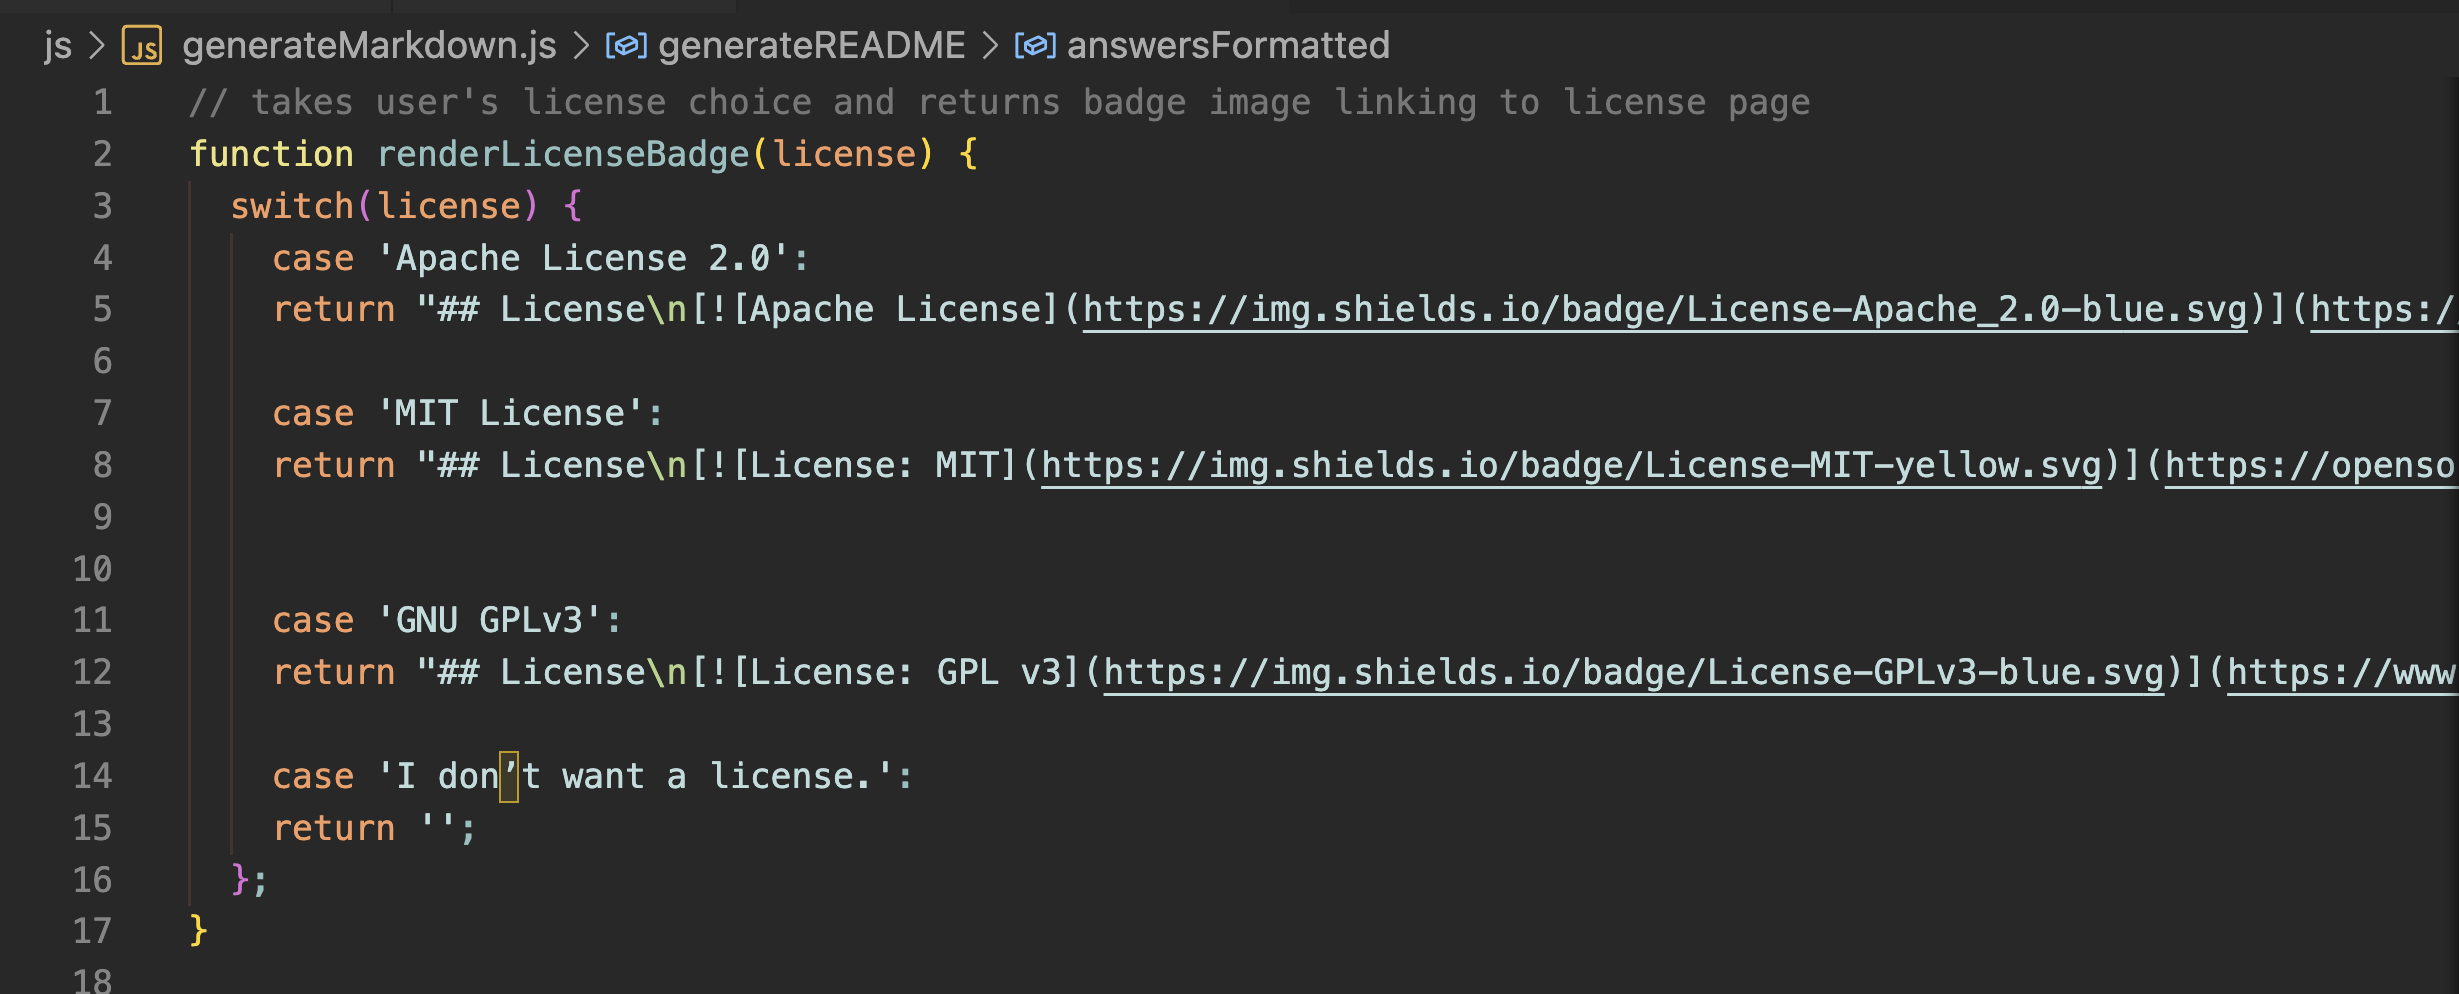 js > JS generateMarkdown.js > generateREADME > answersFormatted
1 // takes user's license choice and returns badge image linking to license page
2 function renderLicenseBadge(license) {
3 switch(license) {
4 case 'Apache License 2.0':
5 return "## License\n[![Apache License](https://img.shields.io/badge/License-Apache_2.0-blue.svg)](https:/
6
7 case 'MIT License':
8 return "## License\n[![License: MIT](https://img.shields.io/badge/License-MIT-yellow.svg)](https://openso
9
10
11 case 'GNU GPLv3':
12 return "## License\n[![License: GPL v3](https://img.shields.io/badge/License-GPLv3-blue.svg)](https://www
13
14 case 'I don’t want a license.':
15 return '';
16 };
17 }
18